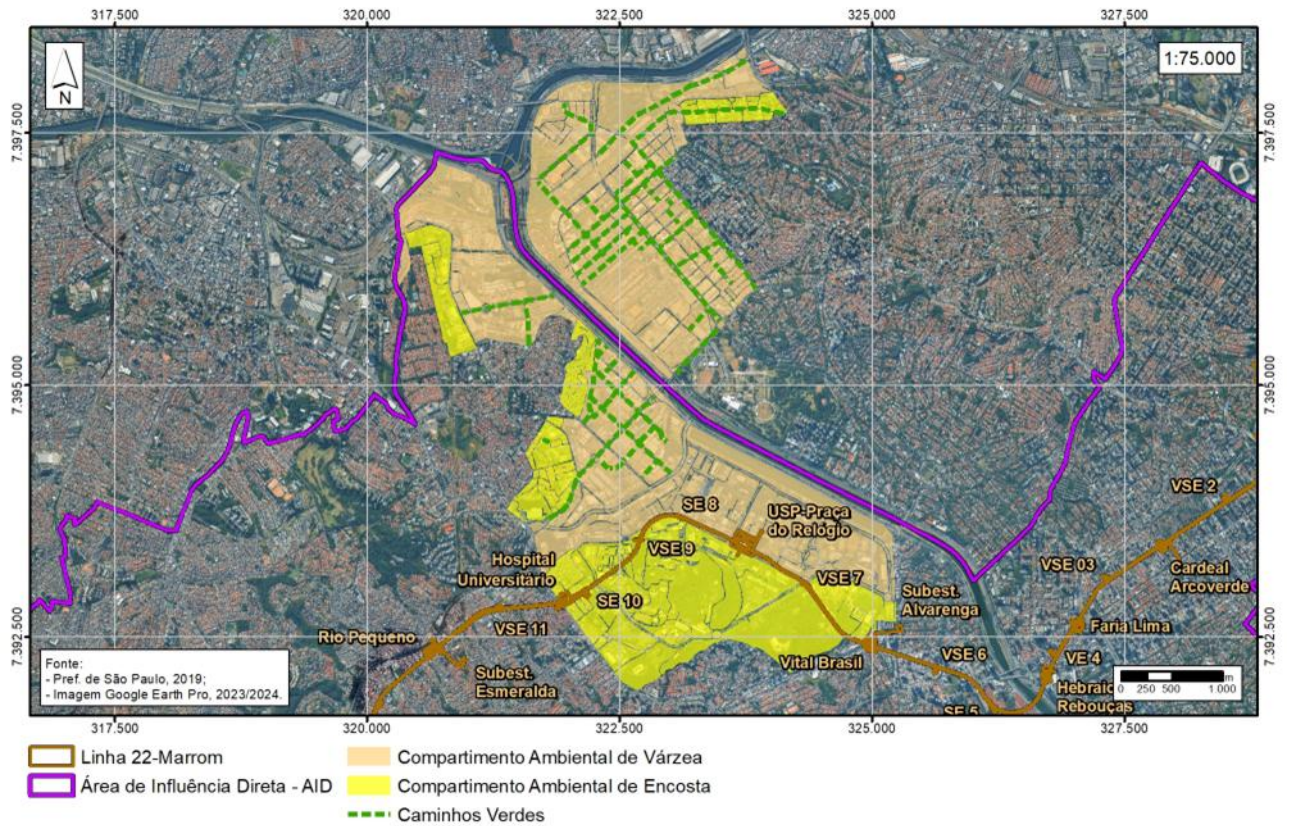 317.500
320.000
322.500
325.000
327.500
1:75.000
N
7.397.500
7.397.500
7.395.000
7.395.000
7.392.500
7.392.500
VSE 2
SE 8
USP-Praça
do Relógio
VSE 9
Hospital
Universitário
VSE 03
Cardeal
Arcoverde
VSE 7
SE 10
Subest.
Alvarenga
VSE 11
Faria Lima
Rio Pequeno
Vital Brasil
VSE 6
VE 4
Subest.
Esmeralda
Hebraica
Rebouças
SE 5
Fonte:
- Pref. de São Paulo, 2019;
- Imagem Google Earth Pro, 2023/2024.
m
0 250 500 1.000
317.500
320.000
322.500
325.000
327.500
Linha 22-Marrom
Área de Influência Direta - AID
Compartimento Ambiental de Várzea
Compartimento Ambiental de Encosta
Caminhos Verdes